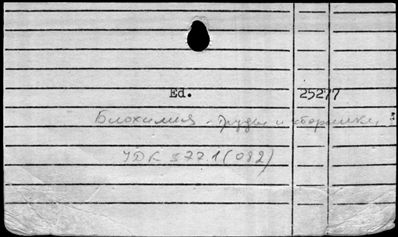 Ed. 25277
Биохимия - Труды и сборники
УДК 577.1(082)